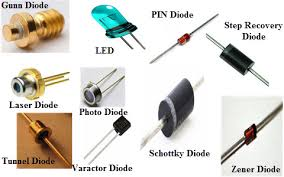 Gunn Diode
LED
PIN Diode
Step Recovery
Diode
Laser Diode
Photo Diode
Tunnel Diode
Varactor Diode
Schottky Diode
Zener Diode